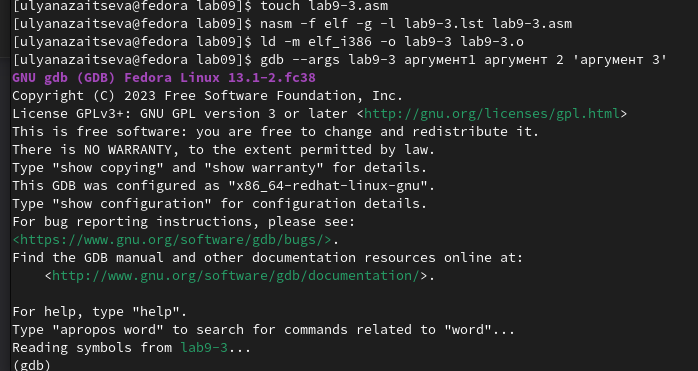 [ulyanazaitseva@fedora lab09]$ touch lab9-3.asm
[ulyanazaitseva@fedora lab09]$ nasm -f elf -g -l lab9-3.lst lab9-3.asm
[ulyanazaitseva@fedora lab09]$ ld -m elf_i386 -o lab9-3 lab9-3.o
[ulyanazaitseva@fedora lab09]$ gdb --args lab9-3 аргумент1 аргумент 2 'аргумент 3'
GNU gdb (GDB) Fedora Linux 13.1-2.fc38
Copyright (C) 2023 Free Software Foundation, Inc.
License GPLv3+: GNU GPL version 3 or later <http://gnu.org/licenses/gpl.html>
This is free software: you are free to change and redistribute it.
There is NO WARRANTY, to the extent permitted by law.
Type "show copying" and "show warranty" for details.
This GDB was configured as "x86_64-redhat-linux-gnu".
Type "show configuration" for configuration details.
For bug reporting instructions, please see:
<https://www.gnu.org/software/gdb/bugs/>.
Find the GDB manual and other documentation resources online at:
    <http://www.gnu.org/software/gdb/documentation/>.

For help, type "help".
Type "apropos word" to search for commands related to "word"...
Reading symbols from lab9-3...
(gdb)